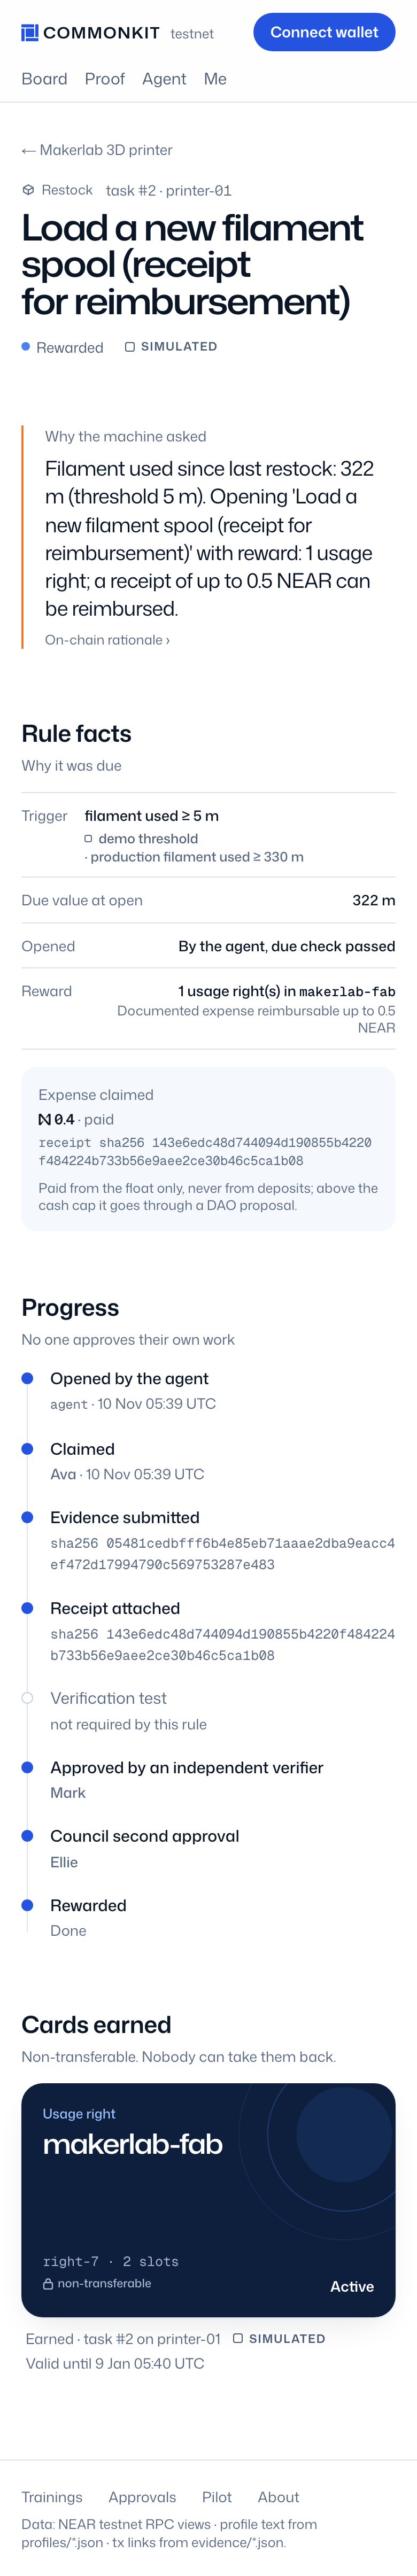 COMMONKIT testnet
Connect wallet
Board Proof Agent Me
← Makerlab 3D printer
Restock task #2 · printer-01
Load a new filament
spool (receipt
for reimbursement)
Rewarded SIMULATED
Why the machine asked
Filament used since last restock: 322
m (threshold 5 m). Opening 'Load a
new filament spool (receipt for
reimbursement)' with reward: 1 usage
right; a receipt of up to 0.5 NEAR can
be reimbursed.
On-chain rationale ›
Rule facts
Why it was due
Trigger filament used ≥ 5 m
demo threshold
· production filament used ≥ 330 m
Due value at open 322 m
Opened By the agent, due check passed
Reward 1 usage right(s) in makerlab-fab
Documented expense reimbursable up to 0.5
NEAR
Expense claimed
0.4 · paid
receipt sha256 143e6edc48d744094d190855b4220
f484224b733b56e9aee2ce30b46c5ca1b08
Paid from the float only, never from deposits; above the
cash cap it goes through a DAO proposal.
Progress
No one approves their own work
Opened by the agent
agent · 10 Nov 05:39 UTC
Claimed
Ava · 10 Nov 05:39 UTC
Evidence submitted
sha256 05481cedbfff6b4e85eb71aaae2dba9eacc4
ef472d17994790c569753287e483
Receipt attached
sha256 143e6edc48d744094d190855b4220f484224
b733b56e9aee2ce30b46c5ca1b08
Verification test
not required by this rule
Approved by an independent verifier
Mark
Council second approval
Ellie
Rewarded
Done
Cards earned
Non-transferable. Nobody can take them back.
Usage right
makerlab-fab
right-7 · 2 slots
non-transferable
Active
Earned · task #2 on printer-01 SIMULATED
Valid until 9 Jan 05:40 UTC
Trainings Approvals Pilot About
Data: NEAR testnet RPC views · profile text from
profiles/*.json · tx links from evidence/*.json.